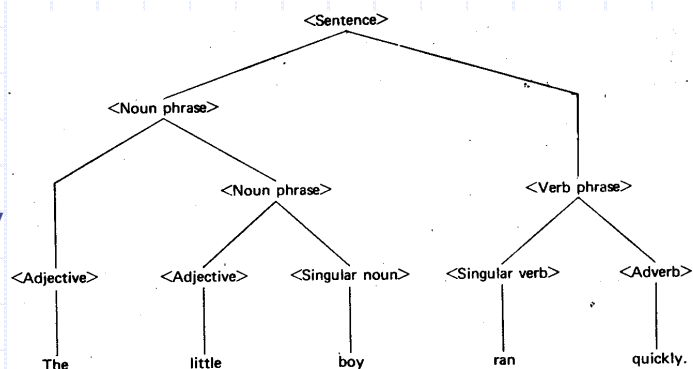 <Sentence>
<Noun phrase>
<Noun phrase> <Verb phrase>
<Adjective> <Adjective> <Singular noun> <Singular verb> <Adverb>
The little boy ran quickly.